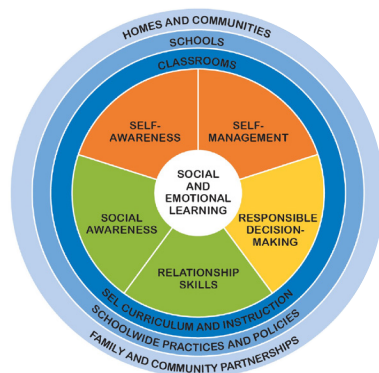 HOMES AND COMMUNITIES
SCHOOLS
CLASSROOMS
SELF-
AWARENESS
SELF-
MANAGEMENT
SOCIAL
AND
EMOTIONAL
LEARNING
SOCIAL
AWARENESS
RESPONSIBLE
DECISION-
MAKING
RELATIONSHIP
SKILLS
SEL CURRICULUM AND INSTRUCTION
SCHOOLWIDE PRACTICES AND POLICIES
FAMILY AND COMMUNITY PARTNERSHIPS